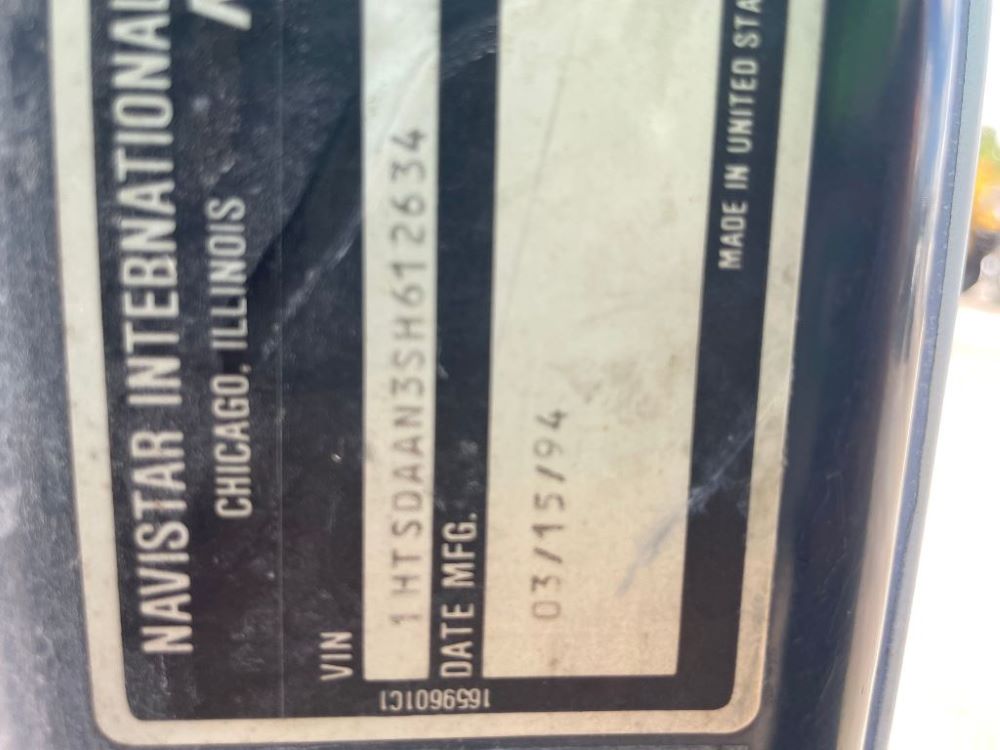 NAVISTAR INTERNATIONAL
CHICAGO, ILLINOIS
VIN
1HTSDAAN3SH612634
DATE MFG.
03/15/94
MADE IN UNITED STA
1659601C1